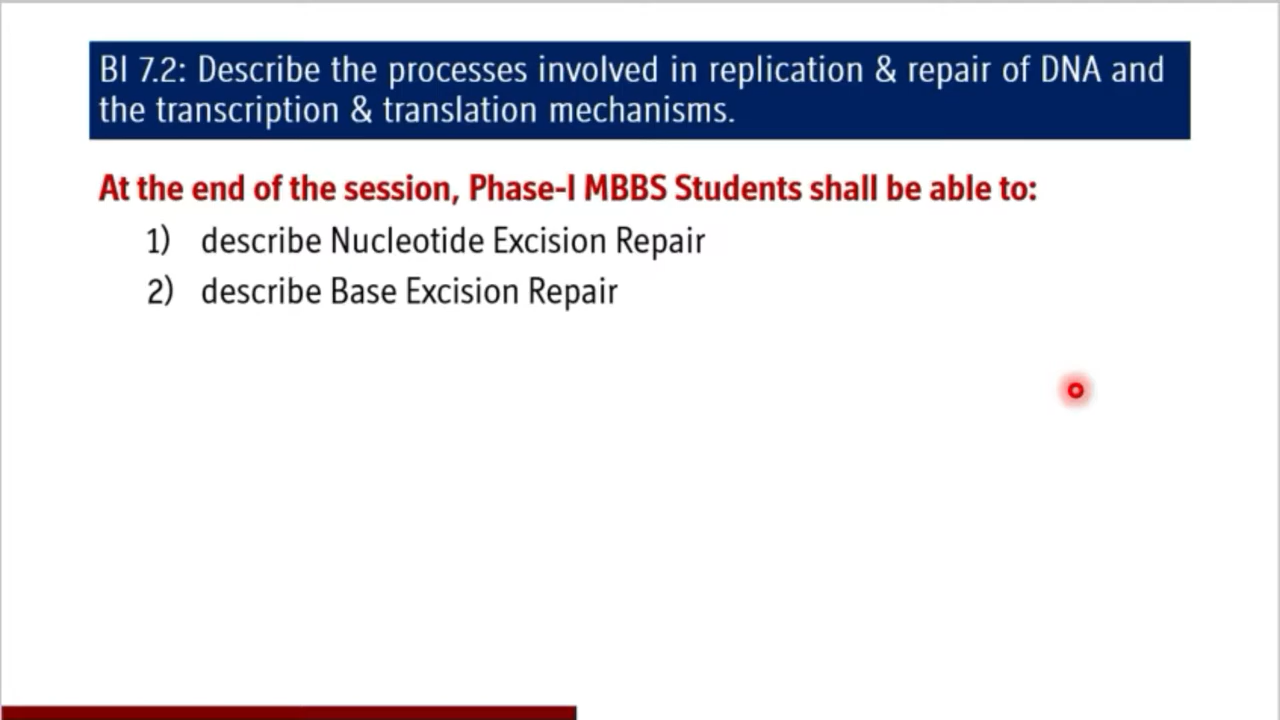 BI 7.2: Describe the processes involved in replication & repair of DNA and
the transcription & translation mechanisms.
At the end of the session, Phase-I MBBS Students shall be able to:
1) describe Nucleotide Excision Repair
2) describe Base Excision Repair